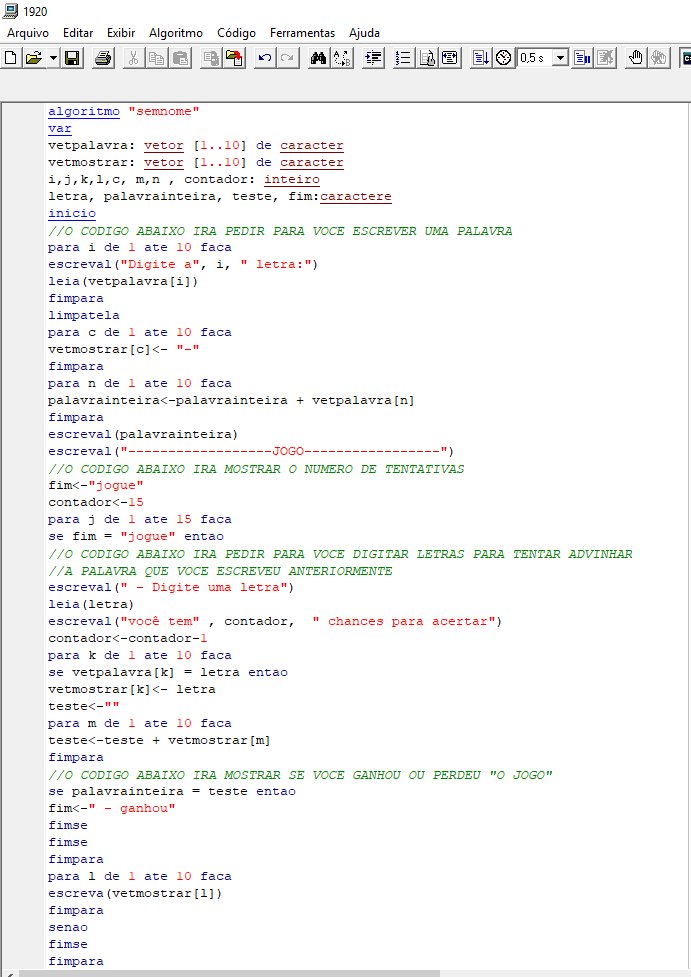 1920
Arquivo Editar Exibir Algoritmo Código Ferramentas Ajuda
0,5 s
algoritmo "semnome"
var
vetpalavra: vetor [1..10] de caracter
vetmostrar: vetor [1..10] de caracter
i,j,k,l,c, m,n , contador: inteiro
letra, palavrainteira, teste, fim:caractere
inicio
//O CODIGO ABAIXO IRA PEDIR PARA VOCE ESCREVER UMA PALAVRA
para i de 1 ate 10 faca
escreval("Digite a", i, " letra:")
leia(vetpalavra[i])
fimpara
limpatela
para c de 1 ate 10 faca
vetmostrar[c]<- "-"
fimpara
para n de 1 ate 10 faca
palavrainteira<-palavrainteira + vetpalavra[n]
fimpara
escreval(palavrainteira)
escreval("------------------JOGO-----------------")
//O CODIGO ABAIXO IRA MOSTRAR O NUMERO DE TENTATIVAS
fim<-"jogue"
contador<-15
para j de 1 ate 15 faca
se fim = "jogue" entao
//O CODIGO ABAIXO IRA PEDIR PARA VOCE DIGITAR LETRAS PARA TENTAR ADVINHAR
//A PALAVRA QUE VOCE ESCREVEU ANTERIORMENTE
escreval(" - Digite uma letra")
leia(letra)
escreval("você tem" , contador,  " chances para acertar")
contador<-contador-1
para k de 1 ate 10 faca
se vetpalavra[k] = letra entao
vetmostrar[k]<- letra
teste<-""
para m de 1 ate 10 faca
teste<-teste + vetmostrar[m]
fimpara
//O CODIGO ABAIXO IRA MOSTRAR SE VOCE GANHOU OU PERDEU "O JOGO"
se palavrainteira = teste entao
fim<-" - ganhou"
fimse
fimse
fimpara
para l de 1 ate 10 faca
escreva(vetmostrar[l])
fimpara
senao
fimse
fimpara